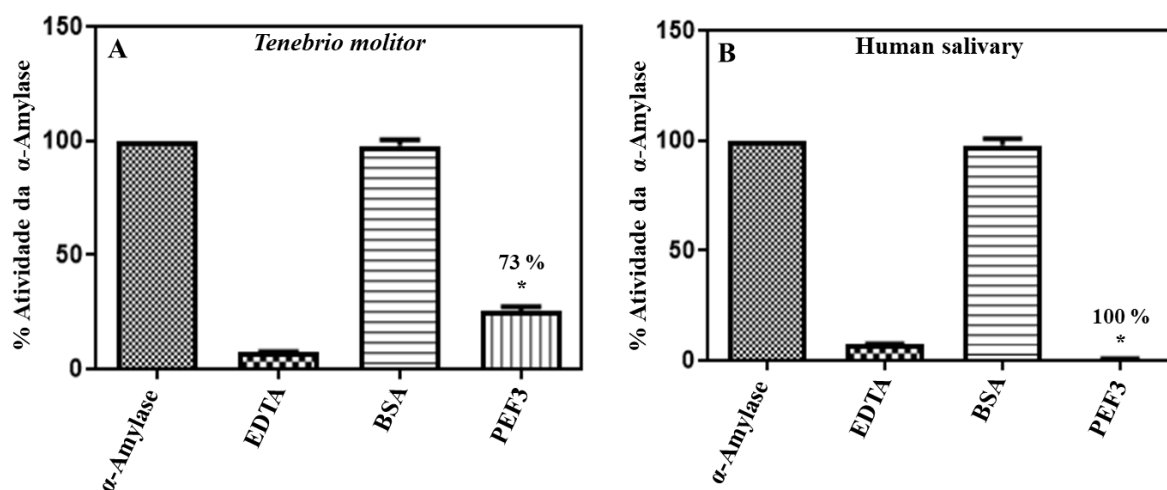 A
Tenebrio molitor
% Atividade da α-Amylase
150
100
50
0
73 %
*
α-Amylase
EDTA
BSA
PEF3
B
Human salivary
% Atividade da α-Amylase
150
100
50
0
100 %
*
α-Amylase
EDTA
BSA
PEF3